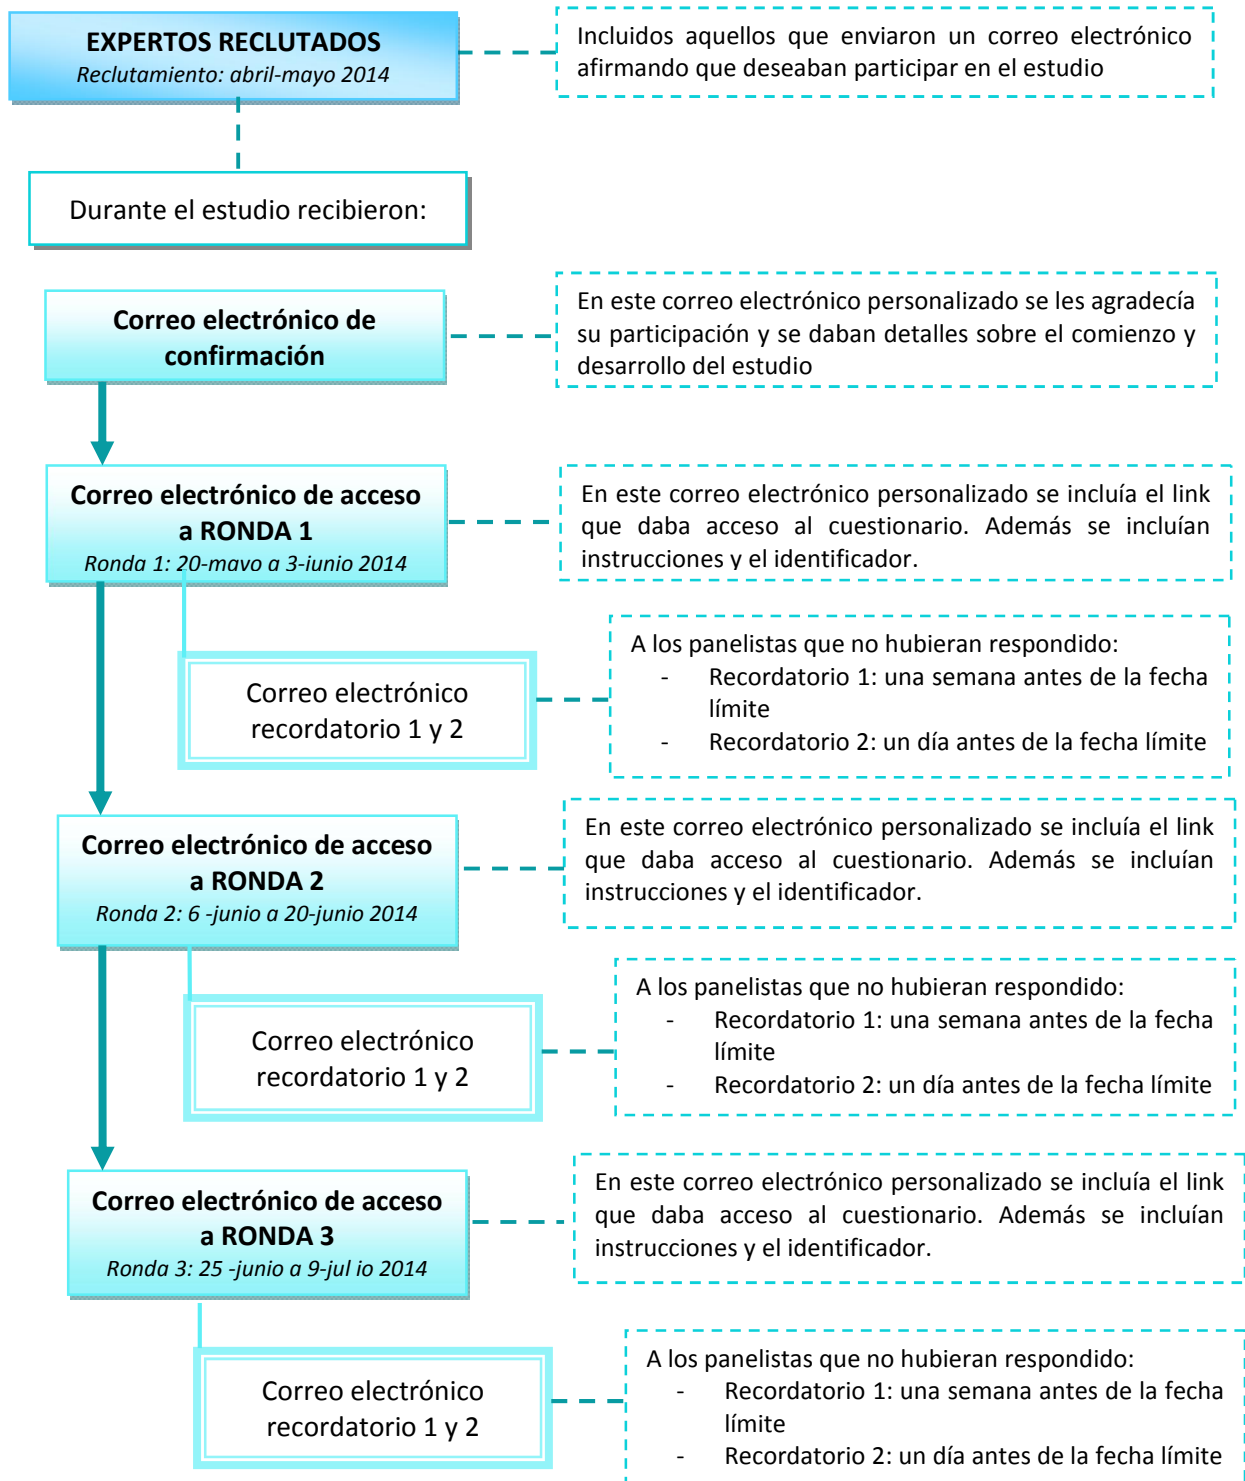 EXPERTOS RECLUTADOS
Reclutamiento: abril-mayo 2014
Incluidos aquellos que enviaron un correo electrónico
afirmando que deseaban participar en el estudio
Durante el estudio recibieron:
Correo electrónico de
confirmación
En este correo electrónico personalizado se les agradecía
su participación y se daban detalles sobre el comienzo y
desarrollo del estudio
Correo electrónico de acceso
a RONDA 1
Ronda 1: 20-mayo a 3-junio 2014
En este correo electrónico personalizado se incluía el link
que daba acceso al cuestionario. Además se incluían
instrucciones y el identificador.
Correo electrónico
recordatorio 1 y 2
A los panelistas que no hubieran respondido:
- Recordatorio 1: una semana antes de la fecha
límite
- Recordatorio 2: un día antes de la fecha límite
Correo electrónico de acceso
a RONDA 2
Ronda 2: 6 -junio a 20-junio 2014
En este correo electrónico personalizado se incluía el link
que daba acceso al cuestionario. Además se incluían
instrucciones y el identificador.
Correo electrónico
recordatorio 1 y 2
A los panelistas que no hubieran respondido:
- Recordatorio 1: una semana antes de la fecha
límite
- Recordatorio 2: un día antes de la fecha límite
Correo electrónico de acceso
a RONDA 3
Ronda 3: 25 -junio a 9-jul io 2014
En este correo electrónico personalizado se incluía el link
que daba acceso al cuestionario. Además se incluían
instrucciones y el identificador.
Correo electrónico
recordatorio 1 y 2
A los panelistas que no hubieran respondido:
- Recordatorio 1: una semana antes de la fecha
límite
- Recordatorio 2: un día antes de la fecha límite